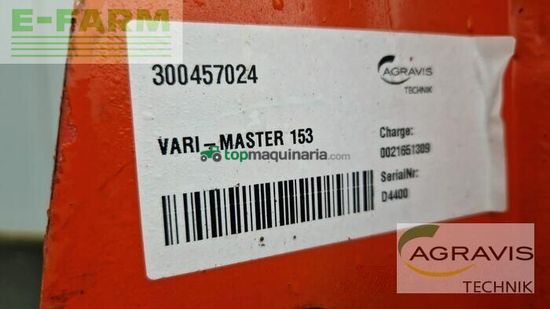 E-FARM
300457024
AGRAVIS
TECHNIK
VARI-MASTER 153
Charge:
0021651309
topmaquinaria.com
SerialNr:
D4400
AGRAVIS
TECHNIK